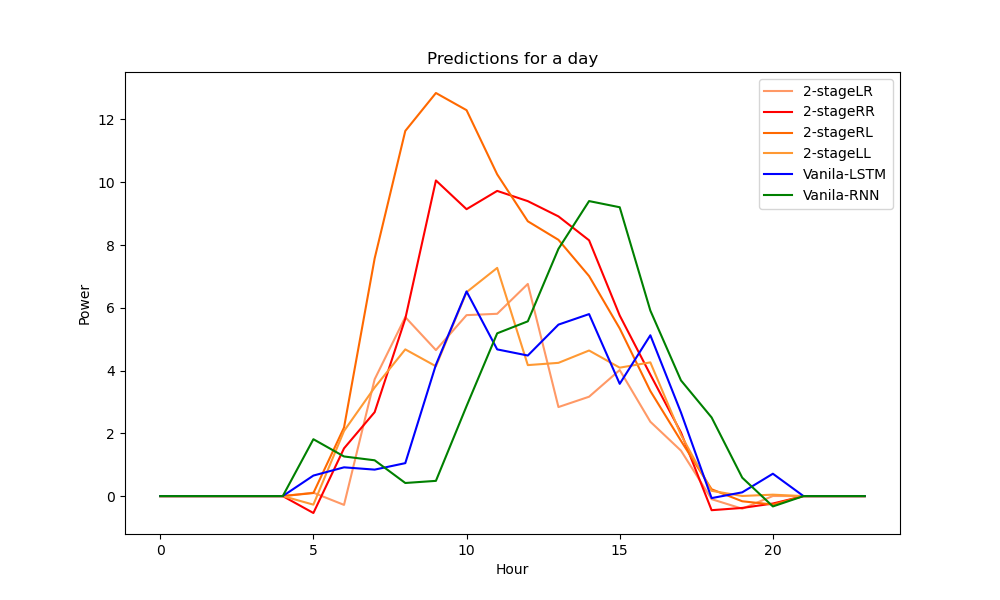 Predictions for a day
2-stageLR
2-stageRR
2-stageRL
2-stageLL
Vanila-LSTM
Vanila-RNN
Power
12
10
8
6
4
2
0
0 5 10 15 20
Hour